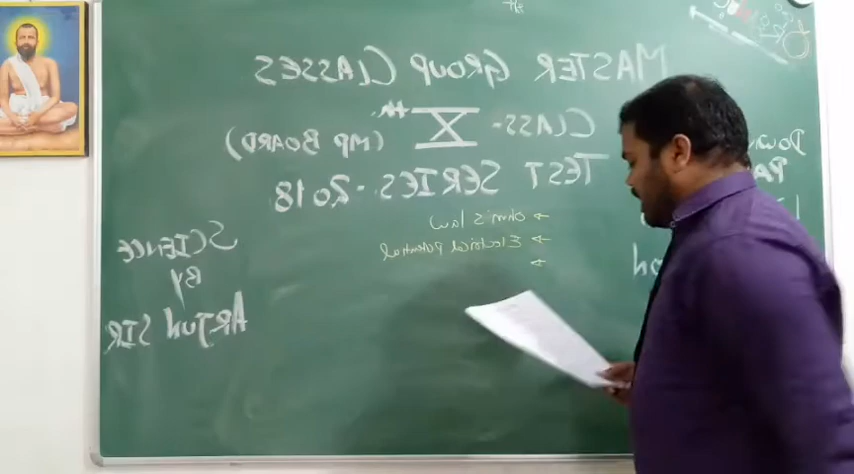 MASTER GROUP CLASSES
CLASS- X th
(MP BOARD)
TEST SERIES - 2018
→ ohm's law
→ Electrical potential
→
SCIENCE
By
ARJUN SIR